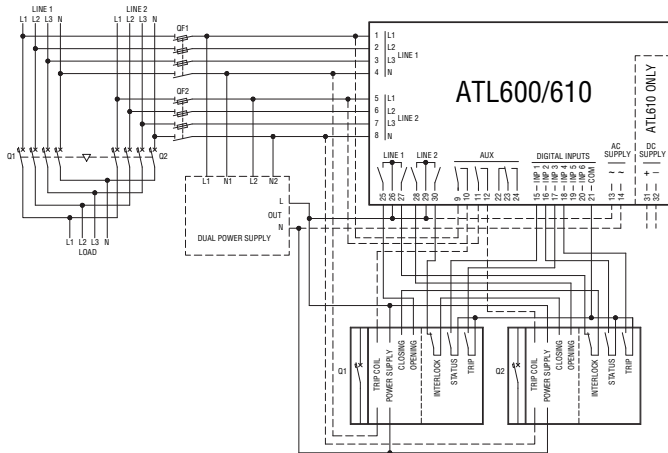 LINE 1 LINE 2
L1 L2 L3 N L1 L2 L3 N
QF1
QF2
1 L1
2 L2
3 L3
4 N
LINE 1
5 L1
6 L2
7 L3
8 N
LINE 2
ATL600/610
ATL610 ONLY
Q1 Q2
L1 L2 L3 N
LOAD
LINE 1 LINE 2 AUX DIGITAL INPUTS AC SUPPLY DC SUPPLY
INP 1 INP 2 INP 3 INP 4 INP 5 INP 6 COM ~ ~ + –
25 26 27 28 29 30 9 10 11 12 22 23 24 15 16 17 18 19 20 21 13 14 31 32
L1 N1 L2 N2
L
OUT
N
DUAL POWER SUPPLY
Q1
TRIP COIL
POWER SUPPLY
CLOSING
OPENING
INTERLOCK
STATUS
TRIP
Q2
TRIP COIL
POWER SUPPLY
CLOSING
OPENING
INTERLOCK
STATUS
TRIP